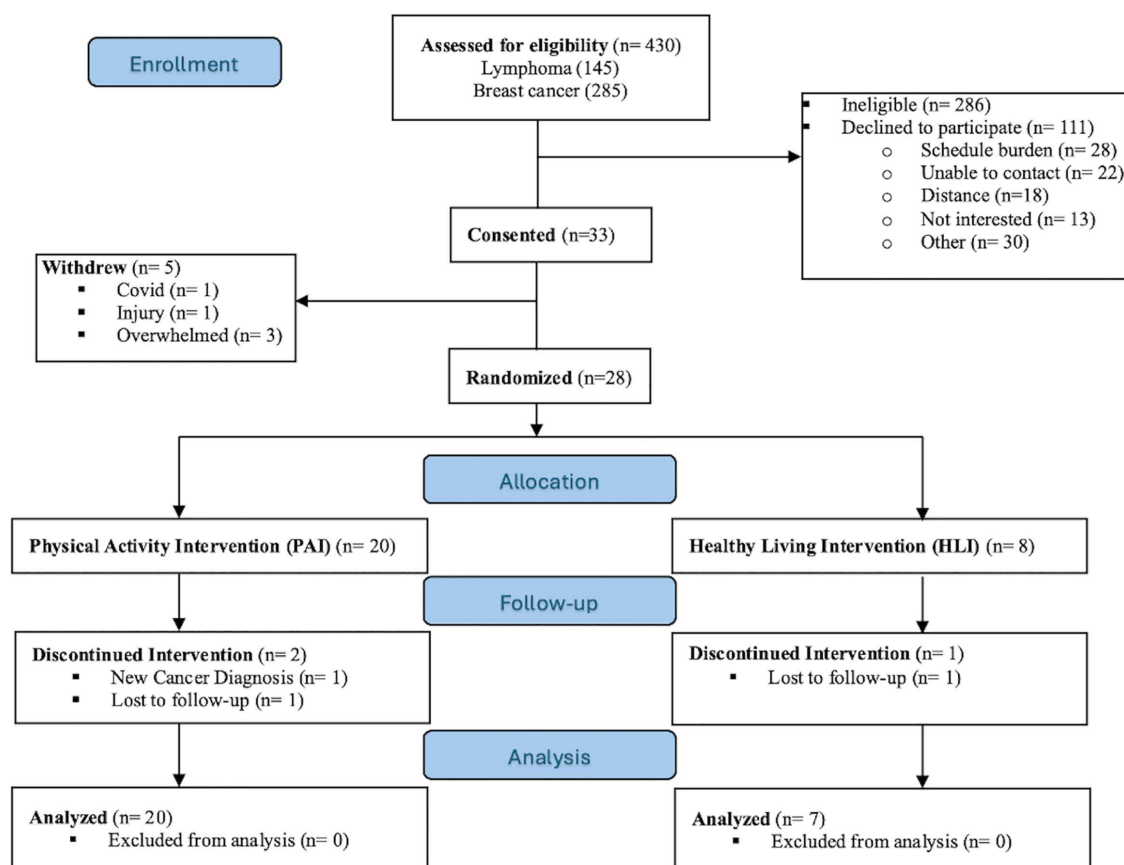 Enrollment
Assessed for eligibility (n= 430)
Lymphoma (145)
Breast cancer (285)
▪ Ineligible (n= 286)
▪ Declined to participate (n= 111)
○ Schedule burden (n= 28)
○ Unable to contact (n= 22)
○ Distance (n=18)
○ Not interested (n= 13)
○ Other (n= 30)
Consented (n=33)
Withdrew (n= 5)
▪ Covid (n= 1)
▪ Injury (n= 1)
▪ Overwhelmed (n= 3)
Randomized (n=28)
Allocation
Physical Activity Intervention (PAI) (n= 20)
Healthy Living Intervention (HLI) (n= 8)
Follow-up
Discontinued Intervention (n= 2)
▪ New Cancer Diagnosis (n= 1)
▪ Lost to follow-up (n= 1)
Discontinued Intervention (n= 1)
▪ Lost to follow-up (n= 1)
Analysis
Analyzed (n= 20)
▪ Excluded from analysis (n= 0)
Analyzed (n= 7)
▪ Excluded from analysis (n= 0)